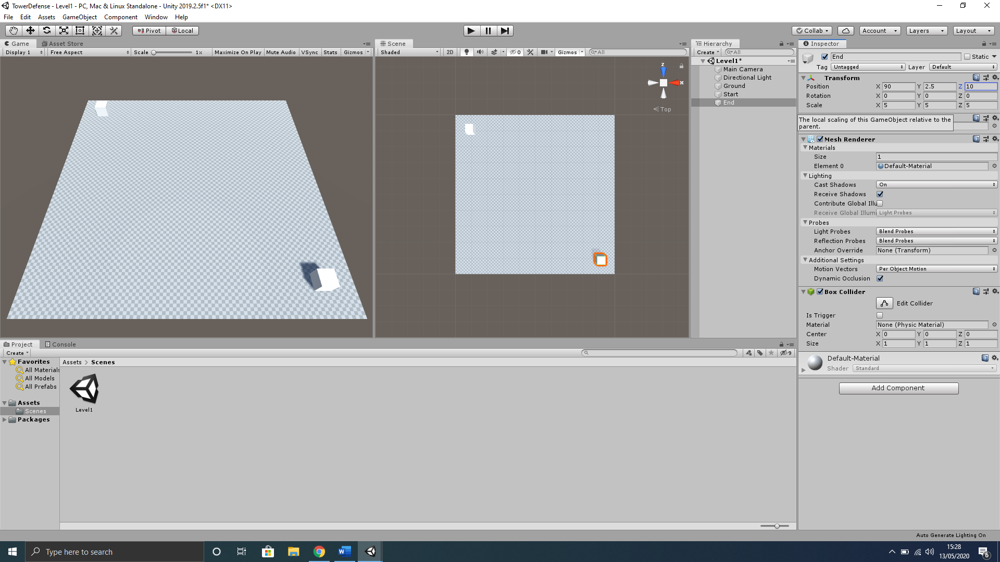 TowerDefense - Level1 - PC, Mac & Linux Standalone - Unity 2019.2.5f1* <DX11>
File Edit Assets GameObject Component Window Help
Pivot Local Collab Account Layers Layout
Game Asset Store
Display 1 Free Aspect Scale 1x Maximize On Play Mute Audio VSync Stats Gizmos
Scene
Shaded 2D 0 Gizmos All
z
x
Top
Hierarchy
Create All
Level1*
Main Camera
Directional Light
Ground
Start
End
Inspector
End Static
Tag Untagged Layer Default
Transform
Position X 90 Y 2.5 Z 10
Rotation X 0 Y 0 Z 0
Scale X 5 Y 5 Z 5
The local scaling of this GameObject relative to the
parent.
Mesh Renderer
Materials
Size 1
Element 0 Default-Material
Lighting
Cast Shadows On
Receive Shadows
Contribute Global Illu
Receive Global Illumi Light Probes
Probes
Light Probes Blend Probes
Reflection Probes Blend Probes
Anchor Override None (Transform)
Additional Settings
Motion Vectors Per Object Motion
Dynamic Occlusion
Box Collider
Edit Collider
Is Trigger
Material None (Physic Material)
Center X 0 Y 0 Z 0
Size X 1 Y 1 Z 1
Default-Material
Shader Standard
Add Component
Project Console
Create 9
Favorites
All Materials
All Models
All Prefabs
Assets
Scenes
Packages
Assets > Scenes
Level1
Auto Generate Lighting On
Type here to search
15:28
13/05/2020
6